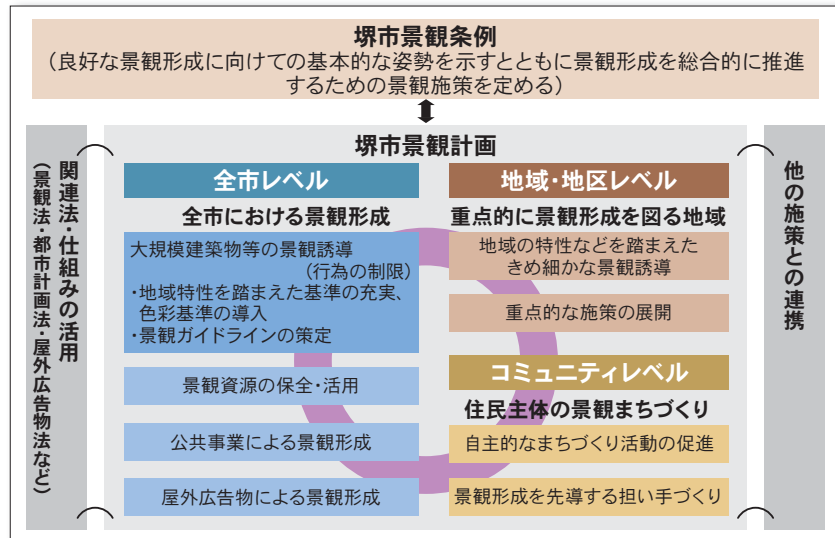 堺市景観条例
(良好な景観形成に向けての基本的な姿勢を示すとともに景観形成を総合的に推進
するための景観施策を定める)
関連法・仕組みの活用
(景観法・都市計画法・屋外広告物法など)
堺市景観計画
全市レベル
全市における景観形成
大規模建築物等の景観誘導
(行為の制限)
・地域特性を踏まえた基準の充実、
色彩基準の導入
・景観ガイドラインの策定
景観資源の保全・活用
公共事業による景観形成
屋外広告物による景観形成
地域・地区レベル
重点的に景観形成を図る地域
地域の特性などを踏まえた
きめ細かな景観誘導
重点的な施策の展開
コミュニティレベル
住民主体の景観まちづくり
自主的なまちづくり活動の促進
景観形成を先導する担い手づくり
他の施策との連携